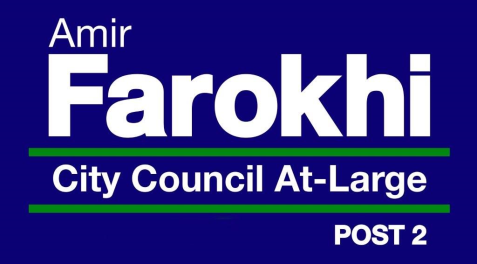 Amir
Farokhi
City Council At-Large
POST 2